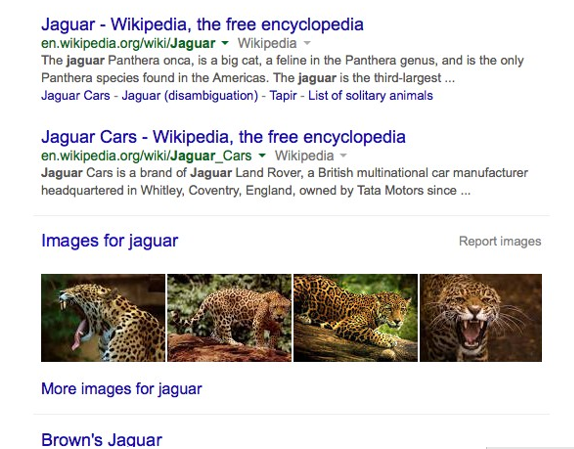 Jaguar - Wikipedia, the free encyclopedia
en.wikipedia.org/wiki/Jaguar Wikipedia
The jaguar Panthera onca, is a big cat, a feline in the Panthera genus, and is the only
Panthera species found in the Americas. The jaguar is the third-largest ...
Jaguar Cars - Jaguar (disambiguation) - Tapir - List of solitary animals
Jaguar Cars - Wikipedia, the free encyclopedia
en.wikipedia.org/wiki/Jaguar_Cars Wikipedia
Jaguar Cars is a brand of Jaguar Land Rover, a British multinational car manufacturer
headquartered in Whitley, Coventry, England, owned by Tata Motors since ...
Images for jaguar Report images
More images for jaguar
Brown's Jaguar